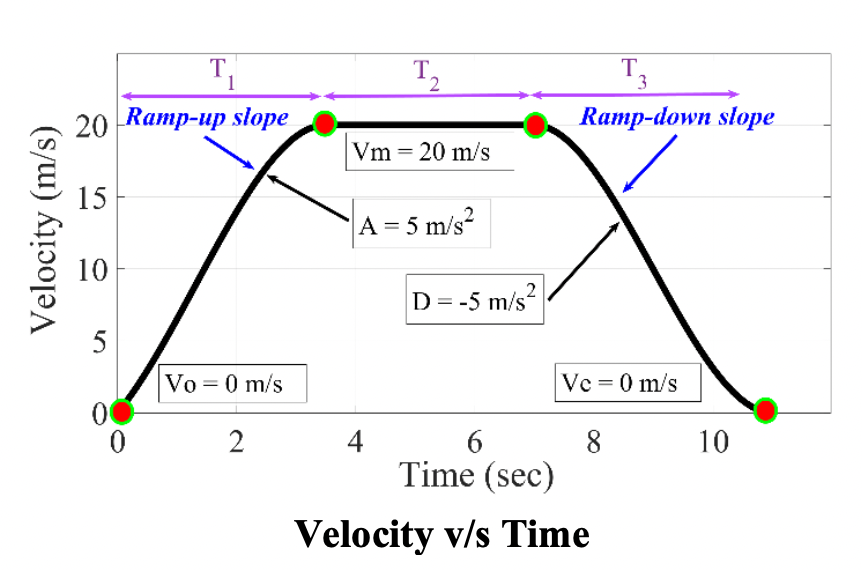 T1 T2 T3
Ramp-up slope Ramp-down slope
Vm = 20 m/s
A = 5 m/s2
D = -5 m/s2
Vo = 0 m/s Vc = 0 m/s
20
15
10
5
0
0 2 4 6 8 10
Velocity (m/s)
Time (sec)
Velocity v/s Time